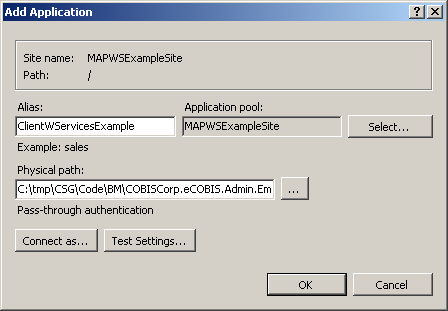 Add Application
Site name: MAPWSExampleSite
Path: /
Alias: Application pool:
ClientWServicesExample MAPWSExampleSite Select...
Example: sales
Physical path:
C:\tmp\CSG\Code\BM\COBISCorp.eCOBIS.Admin.Em ...
Pass-through authentication
Connect as... Test Settings...
OK Cancel